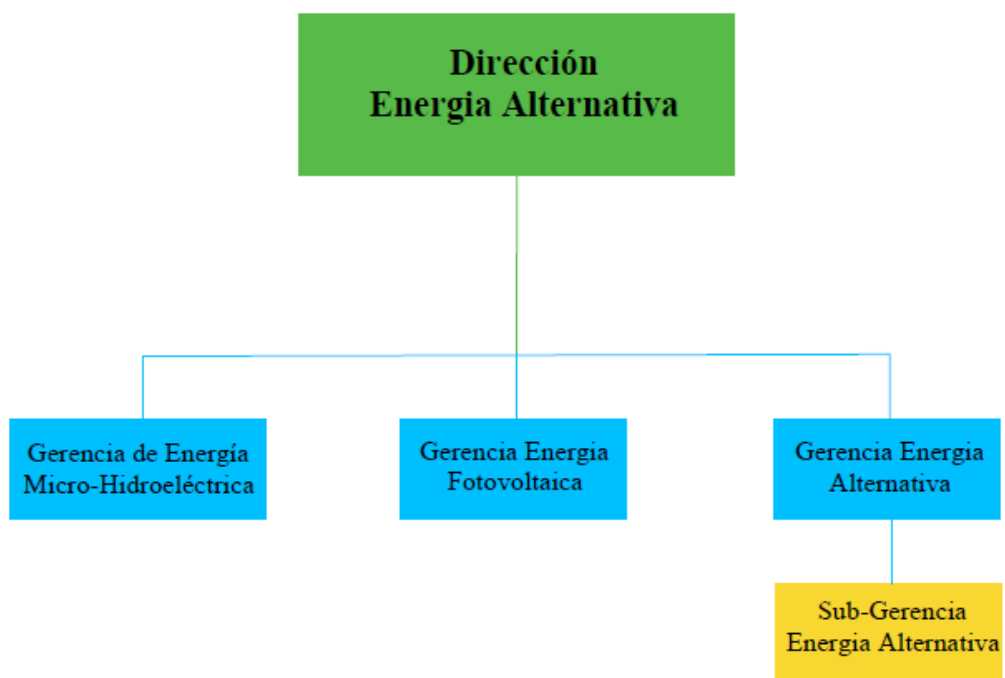 Dirección
Energia Alternativa
Gerencia de Energía
Micro-Hidroeléctrica
Gerencia Energia
Fotovoltaica
Gerencia Energia
Alternativa
Sub-Gerencia
Energia Alternativa